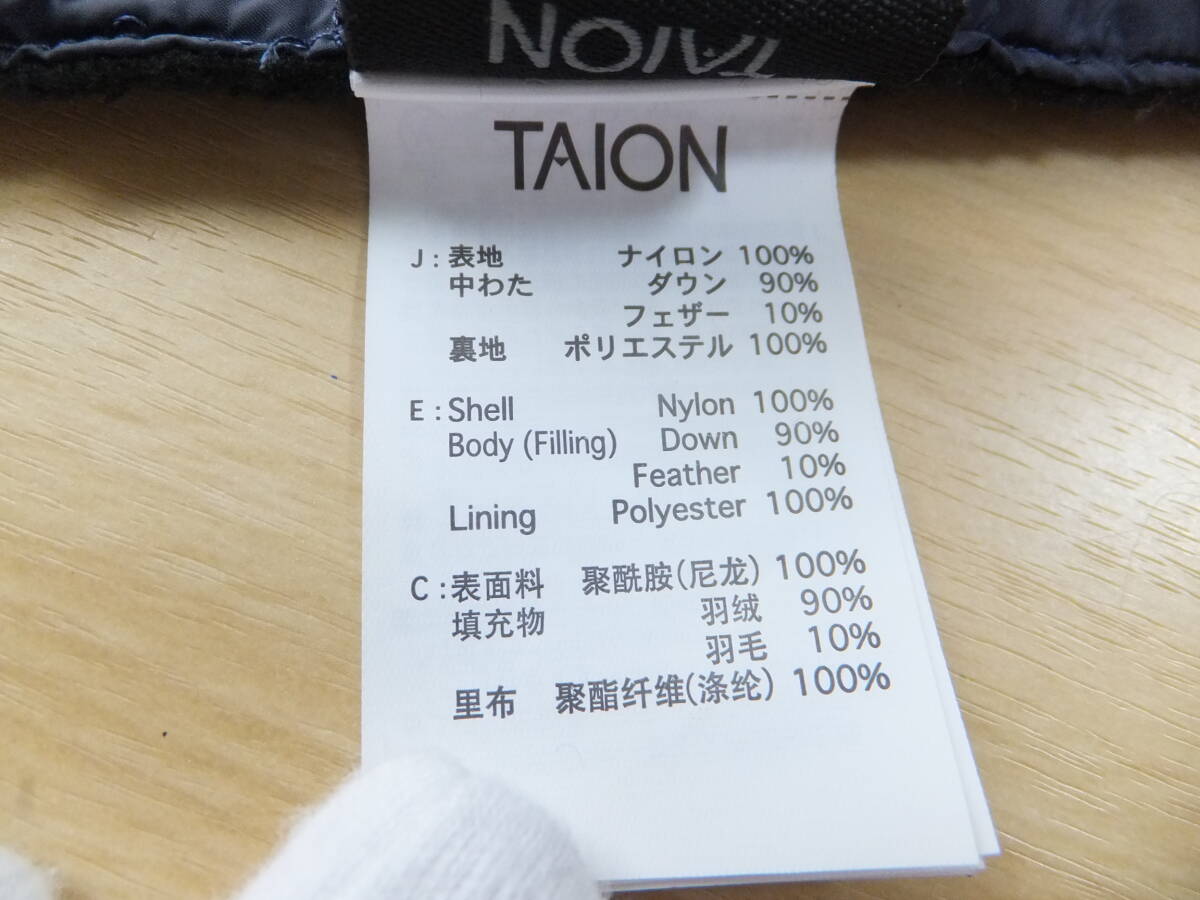 TAION
TAION
J : 表地 ナイロン 100%
中わた ダウン 90%
フェザー 10%
裏地 ポリエステル 100%
E : Shell Nylon 100%
Body (Filling) Down 90%
Feather 10%
Lining Polyester 100%
C : 表面料 聚酰胺(尼龙) 100%
填充物 羽绒 90%
羽毛 10%
里布 聚酯纤维(涤纶) 100%